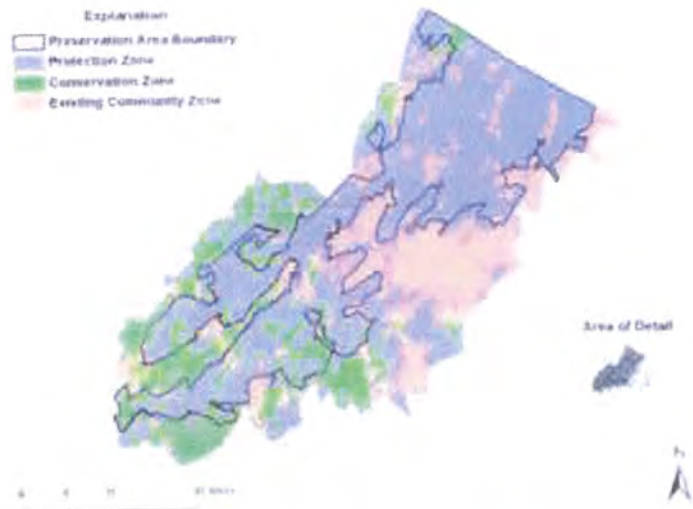 Explanation
Preservation Area Boundary
Protection Zone
Conservation Zone
Existing Community Zone
Area of Detail
N